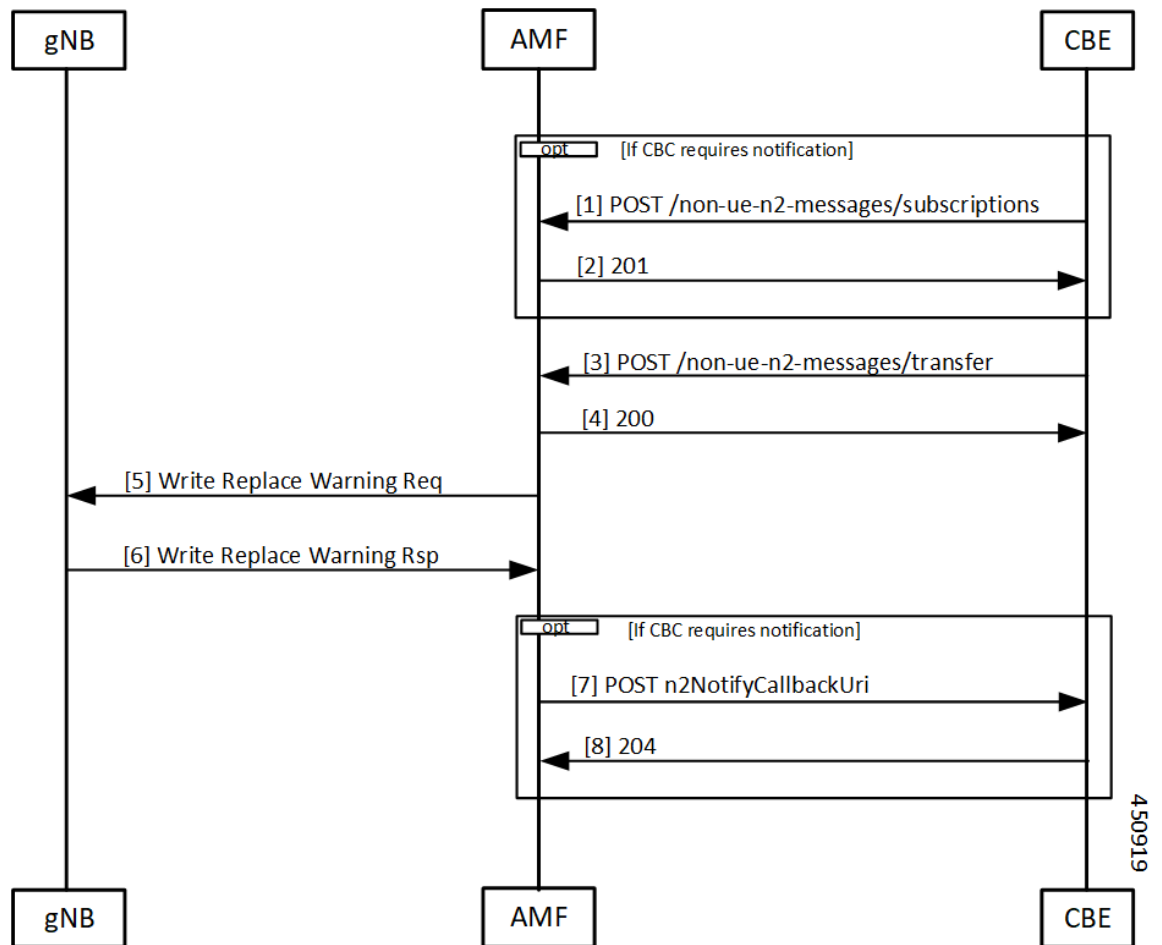 gNB
AMF
CBE
opt
[If CBC requires notification]
[1] POST /non-ue-n2-messages/subscriptions
[2] 201
[3] POST /non-ue-n2-messages/transfer
[4] 200
[5] Write Replace Warning Req
[6] Write Replace Warning Rsp
opt
[If CBC requires notification]
[7] POST n2NotifyCallbackUri
[8] 204
450919
gNB
AMF
CBE